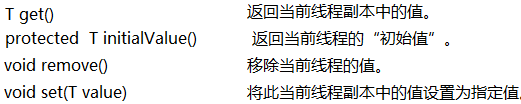 T get() 返回当前线程副本中的值。
protected T initialValue() 返回当前线程的“初始值”。
void remove() 移除当前线程的值。
void set(T value) 将此当前线程副本中的值设置为指定值